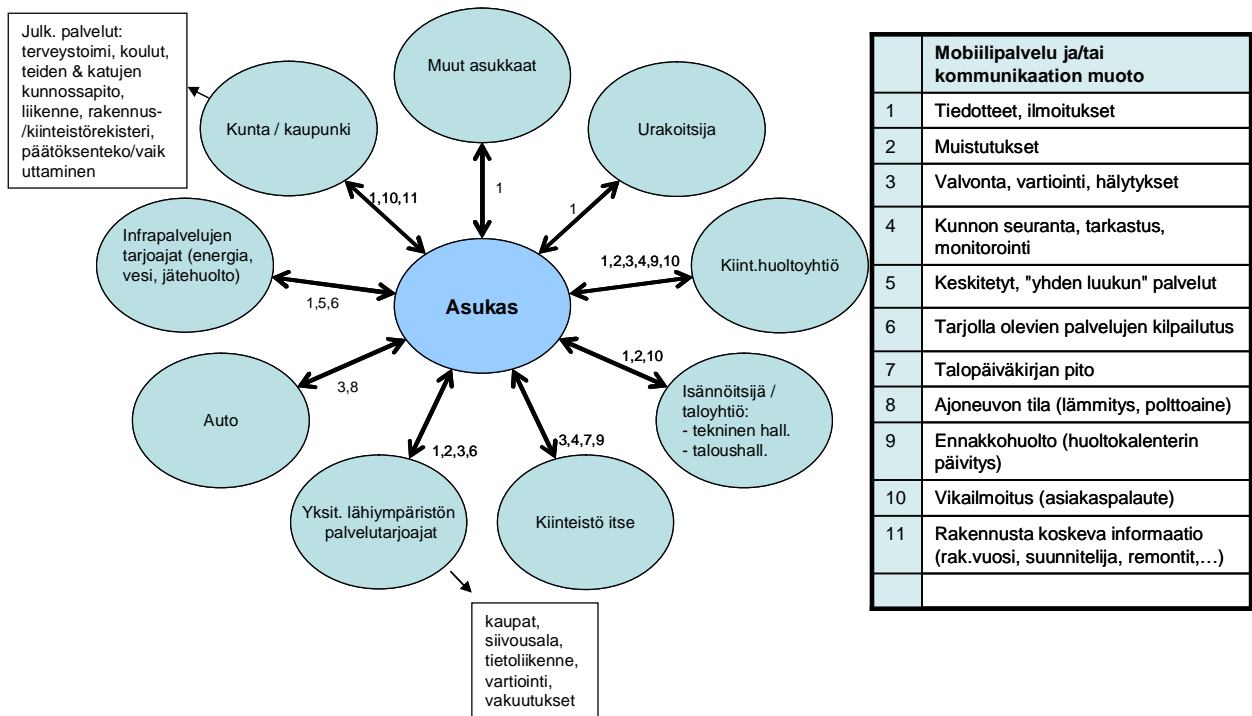 Julk. palvelut:
terveystoimi, koulut,
teiden & katujen
kunnossapito,
liikenne, rakennus-
/kiinteistörekisteri,
päätöksenteko/vaik
uttaminen
Muut asukkaat
Kunta / kaupunki
Urakoitsija
1,10,11
1
1
Infrapalvelujen
tarjoajat (energia,
vesi, jätehuolto)
1,2,3,4,9,10
Kiint.huoltoyhtiö
1,5,6
Asukas
1,2,10
Isännöitsijä /
taloyhtiö:
- tekninen hall.
- taloushall.
3,8
Auto
1,2,3,6
3,4,7,9
Yksit. lähiympäristön
palvelutarjoajat
Kiinteistö itse
kaupat,
siivousala,
tietoliikenne,
vartiointi,
vakuutukset
Mobiilipalvelu ja/tai
kommunikaation muoto
1 Tiedotteet, ilmoitukset
2 Muistutukset
3 Valvonta, vartiointi, hälytykset
4 Kunnon seuranta, tarkastus,
monitorointi
5 Keskitetyt, "yhden luukun" palvelut
6 Tarjolla olevien palvelujen kilpailutus
7 Talopäiväkirjan pito
8 Ajoneuvon tila (lämmitys, polttoaine)
9 Ennakkohuolto (huoltokalenterin
päivitys)
10 Vikailmoitus (asiakaspalaute)
11 Rakennusta koskeva informaatio
(rak.vuosi, suunnitelija, remontit,…)